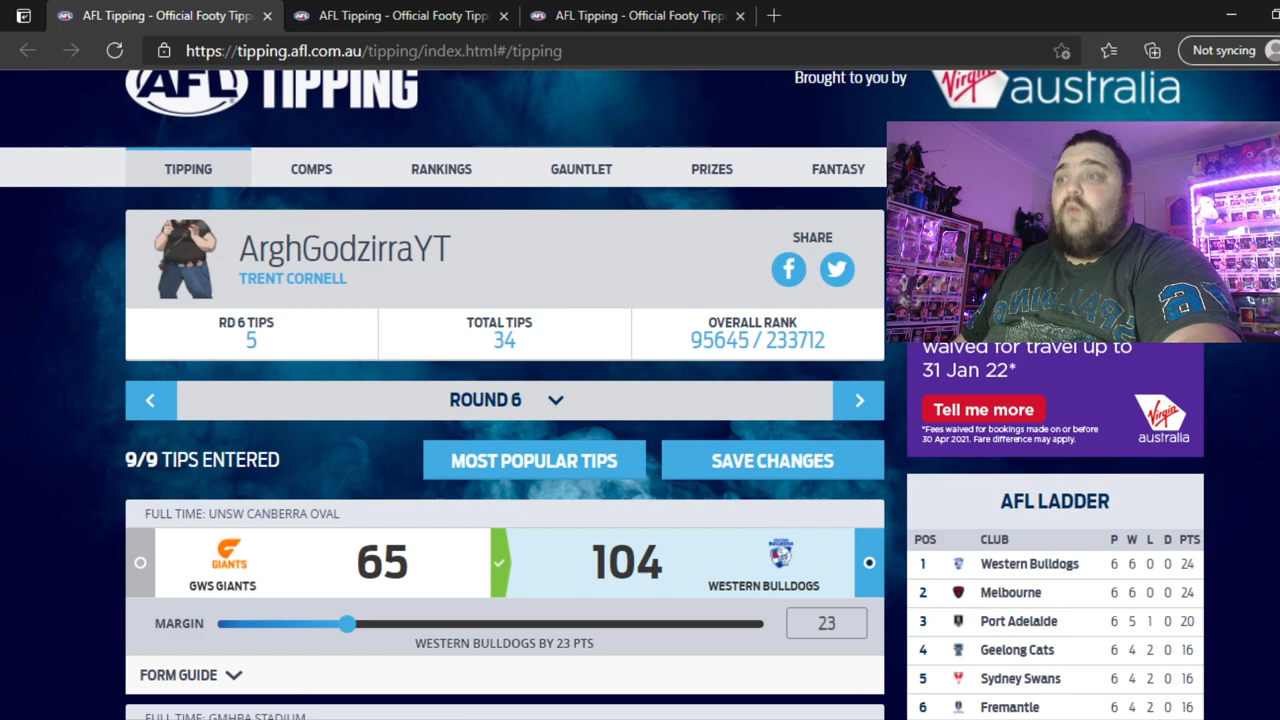 AFL Tipping - Official Footy Tipp
AFL Tipping - Official Footy Tipp
AFL Tipping - Official Footy Tipp
https://tipping.afl.com.au/tipping/index.html#/tipping
Not syncing
AFL TIPPING
Brought to you by
Virgin australia
TIPPING COMPS RANKINGS GAUNTLET PRIZES FANTASY
ArghGodzirraYT
TRENT CORNELL
SHARE
RD 6 TIPS
5
TOTAL TIPS
34
OVERALL RANK
95645 / 233712
waived for travel up to
31 Jan 22*
Tell me more
*Fees waived for bookings made on or before
30 Apr 2021. Fare difference may apply.
Virgin
australia
ROUND 6
9/9 TIPS ENTERED
MOST POPULAR TIPS
SAVE CHANGES
FULL TIME: UNSW CANBERRA OVAL
GIANTS
GWS GIANTS
65
104
WESTERN BULLDOGS
MARGIN
23
WESTERN BULLDOGS BY 23 PTS
FORM GUIDE
FULL TIME: GMHBA STADIUM
AFL LADDER
POS CLUB P W L D PTS
1 Western Bulldogs 6 6 0 0 24
2 Melbourne 6 6 0 0 24
3 Port Adelaide 6 5 1 0 20
4 Geelong Cats 6 4 2 0 16
5 Sydney Swans 6 4 2 0 16
6 Fremantle 6 4 2 0 16